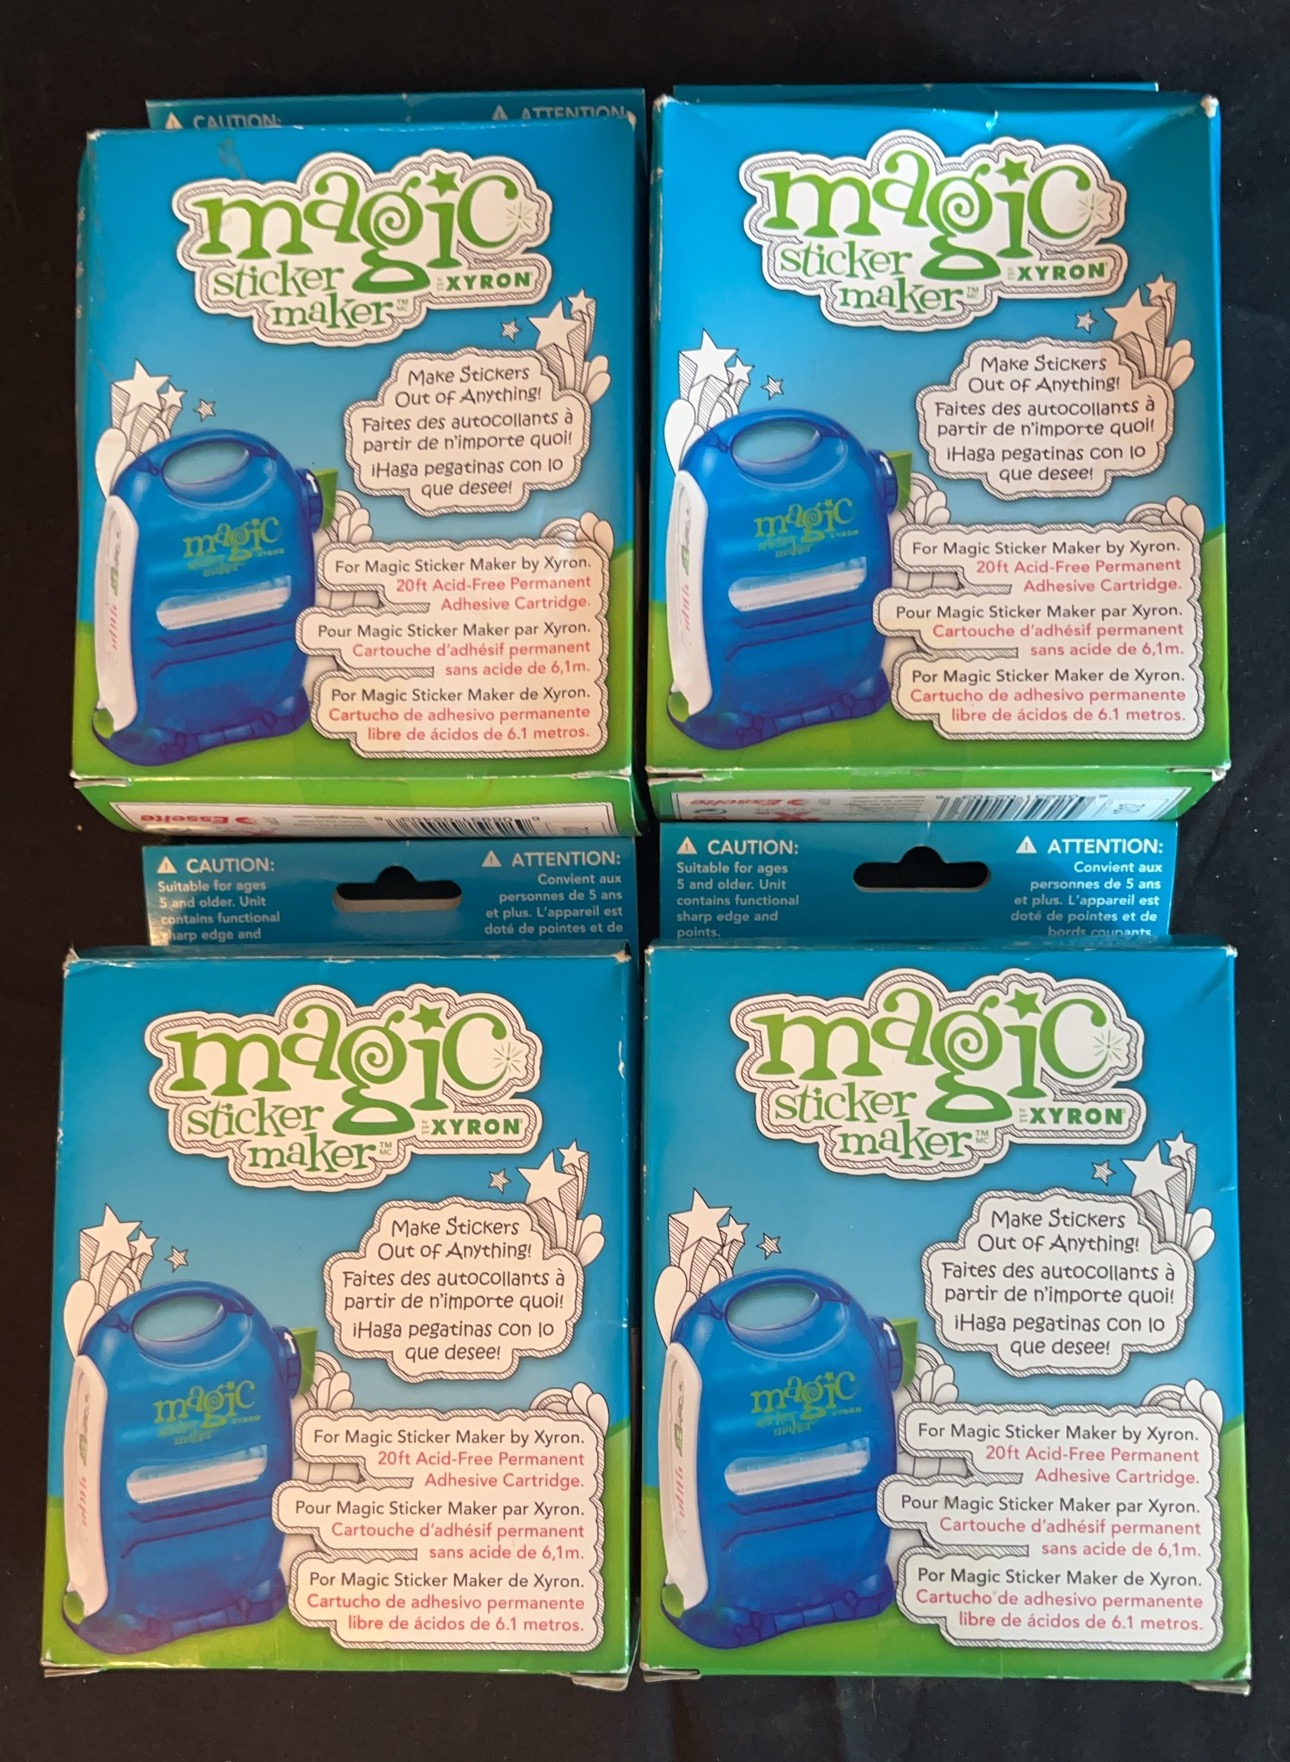 CAUTION:
ATTENTION:
magic
sticker
maker™
XYRON
Make Stickers
Out of Anything!
Faites des autocollants à
partir de n'importe quoi!
¡Haga pegatinas con lo
que desee!
magic
For Magic Sticker Maker by Xyron.
20ft Acid-Free Permanent
Adhesive Cartridge.
Pour Magic Sticker Maker par Xyron.
Cartouche d'adhésif permanent
sans acide de 6,1m.
Por Magic Sticker Maker de Xyron.
Cartucho de adhesivo permanente
libre de ácidos de 6.1 metros.
Esselte
magic
sticker
maker
XYRON
Make Stickers
Out of Anything!
Faites des autocollants à
partir de n'importe quoi!
¡Haga pegatinas con lo
que desee!
magic
For Magic Sticker Maker by Xyron.
20ft Acid-Free Permanent
Adhesive Cartridge.
Pour Magic Sticker Maker par Xyron.
Cartouche d'adhésif permanent
sans acide de 6,1m.
Por Magic Sticker Maker de Xyron.
Cartucho de adhesivo permanente
libre de ácidos de 6.1 metros.
Esselte
CAUTION:
Suitable for ages
5 and older. Unit
contains functional
sharp edge and
ATTENTION:
Convient aux
personnes de 5 ans
et plus. L'appareil est
doté de pointes et de
magic
sticker
maker™
MC
XYRON
Make Stickers
Out of Anything!
Faites des autocollants à
partir de n'importe quoi!
¡Haga pegatinas con lo
que desee!
magic
For Magic Sticker Maker by Xyron.
20ft Acid-Free Permanent
Adhesive Cartridge.
Pour Magic Sticker Maker par Xyron.
Cartouche d'adhésif permanent
sans acide de 6,1m.
Por Magic Sticker Maker de Xyron.
Cartucho de adhesivo permanente
libre de ácidos de 6.1 metros.
CAUTION:
Suitable for ages
5 and older. Unit
contains functional
sharp edge and
points.
ATTENTION:
Convient aux
personnes de 5 ans
et plus. L'appareil est
doté de pointes et de
bords coupants
magic
sticker
maker™
MC
XYRON
Make Stickers
Out of Anything!
Faites des autocollants à
partir de n'importe quoi!
¡Haga pegatinas con lo
que desee!
magic
For Magic Sticker Maker by Xyron.
20ft Acid-Free Permanent
Adhesive Cartridge.
Pour Magic Sticker Maker par Xyron.
Cartouche d'adhésif permanent
sans acide de 6,1m.
Por Magic Sticker Maker de Xyron.
Cartucho de adhesivo permanente
libre de ácidos de 6.1 metros.